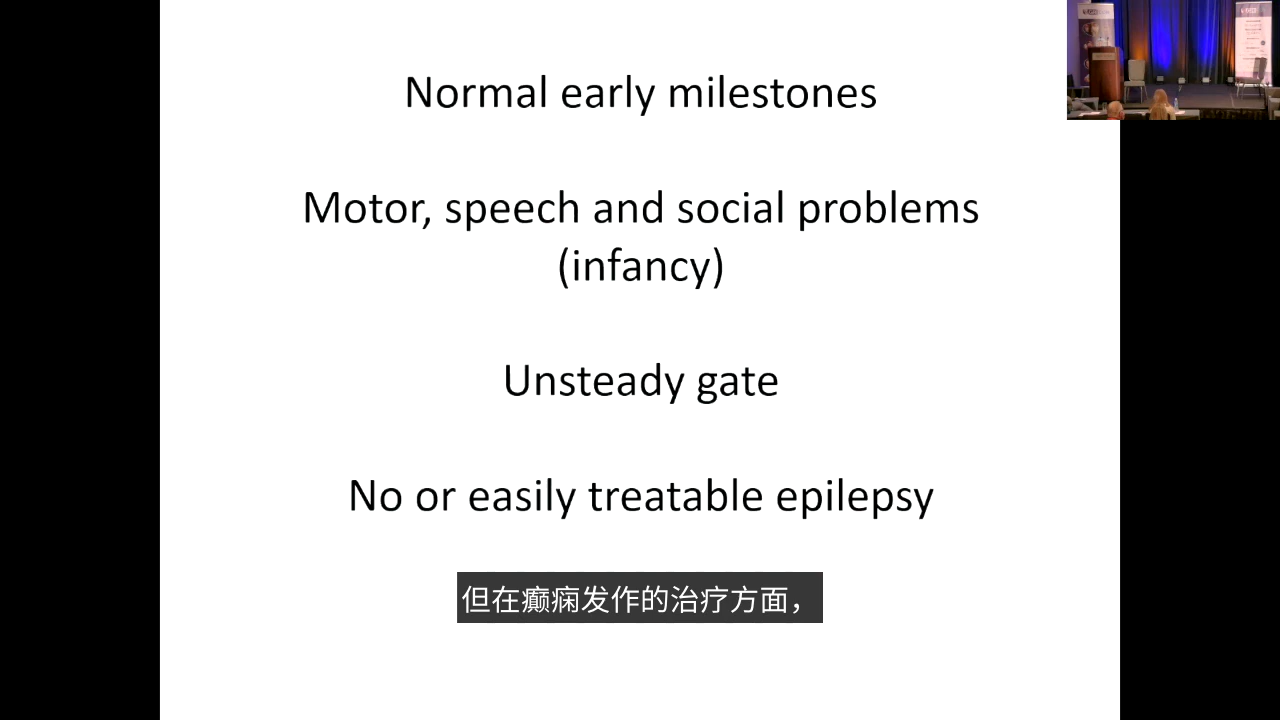 Normal early milestones
Motor, speech and social problems
(infancy)
Unsteady gate
No or easily treatable epilepsy
但在癫痫发作的治疗方面，